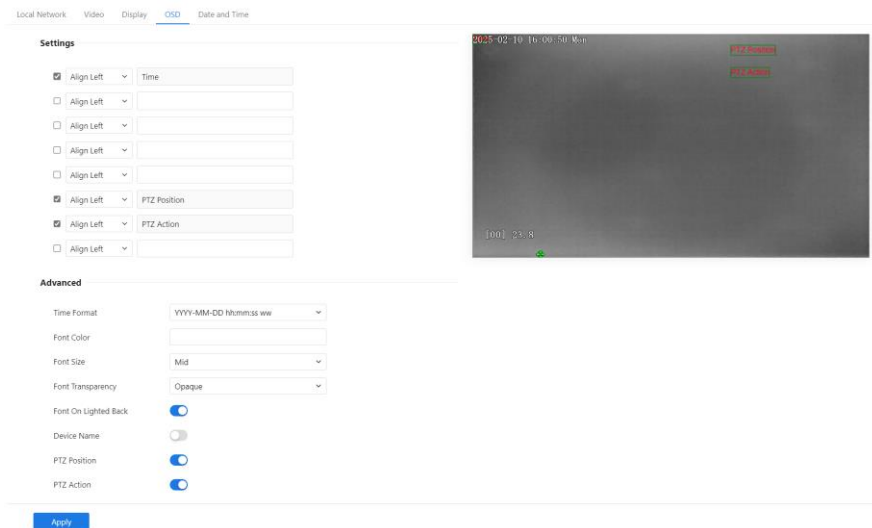 Local Network Video Display OSD Date and Time
Settings
Align Left Time
Align Left
Align Left
Align Left
Align Left
Align Left PTZ Position
Align Left PTZ Action
Align Left
2025-02-10 16:00:50 Mon
PTZ Position
PTZ Action
[00] 23.8
Advanced
Time Format YYYY-MM-DD hh:mm:ss ww
Font Color
Font Size Mid
Font Transparency Opaque
Font On Lighted Back
Device Name
PTZ Position
PTZ Action
Apply